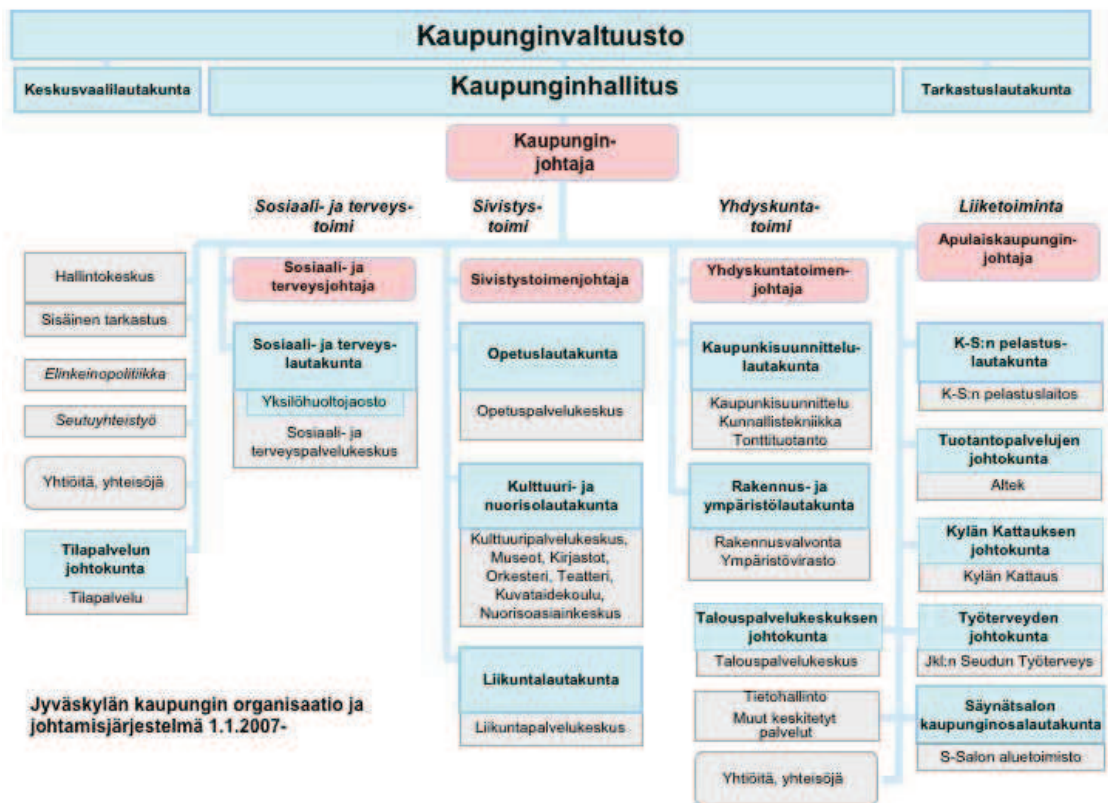 Kaupunginvaltuusto
Keskusvaalilautakunta
Kaupunginhallitus
Tarkastuslautakunta
Kaupungin-
johtaja
Sosiaali- ja terveys-
toimi
Sivistys-
toimi
Yhdyskunta-
toimi
Liiketoiminta
Hallintokeskus
Sisäinen tarkastus
Elinkeinopolitiikka
Seutuyhteistyö
Yhtiöitä, yhteisöjä
Tilapalvelun
johtokunta
Tilapalvelu
Sosiaali- ja
terveysjohtaja
Sosiaali- ja terveys-
lautakunta
Yksilöhuoltojaosto
Sosiaali- ja
terveyspalvelukeskus
Sivistystoimenjohtaja
Opetuslautakunta
Opetuspalvelukeskus
Kulttuuri- ja
nuorisolautakunta
Kulttuuripalvelukeskus,
Museot, Kirjastot,
Orkesteri, Teatteri,
Kuvataidekoulu,
Nuorisoasiainkeskus
Liikuntalautakunta
Liikuntapalvelukeskus
Yhdyskuntatoimen-
johtaja
Kaupunkisuunnittelu-
lautakunta
Kaupunkisuunnittelu
Kunnallistekniikka
Tonttituotanto
Rakennus- ja
ympäristölautakunta
Rakennusvalvonta
Ympäristövirasto
Talouspalvelukeskuksen
johtokunta
Talouspalvelukeskus
Tietohallinto
Muut keskitetyt
palvelut
Yhtiöitä, yhteisöjä
Apulaiskaupungin-
johtaja
K-S:n pelastus-
lautakunta
K-S:n pelastuslaitos
Tuotantopalvelujen
johtokunta
Altek
Kylän Kattauksen
johtokunta
Kylän Kattaus
Työterveyden
johtokunta
Jkl:n Seudun Työterveys
Säynätsalon
kaupunginosalautakunta
S-Salon aluetoimisto
Jyväskylän kaupungin organisaatio ja
johtamisjärjestelmä 1.1.2007-